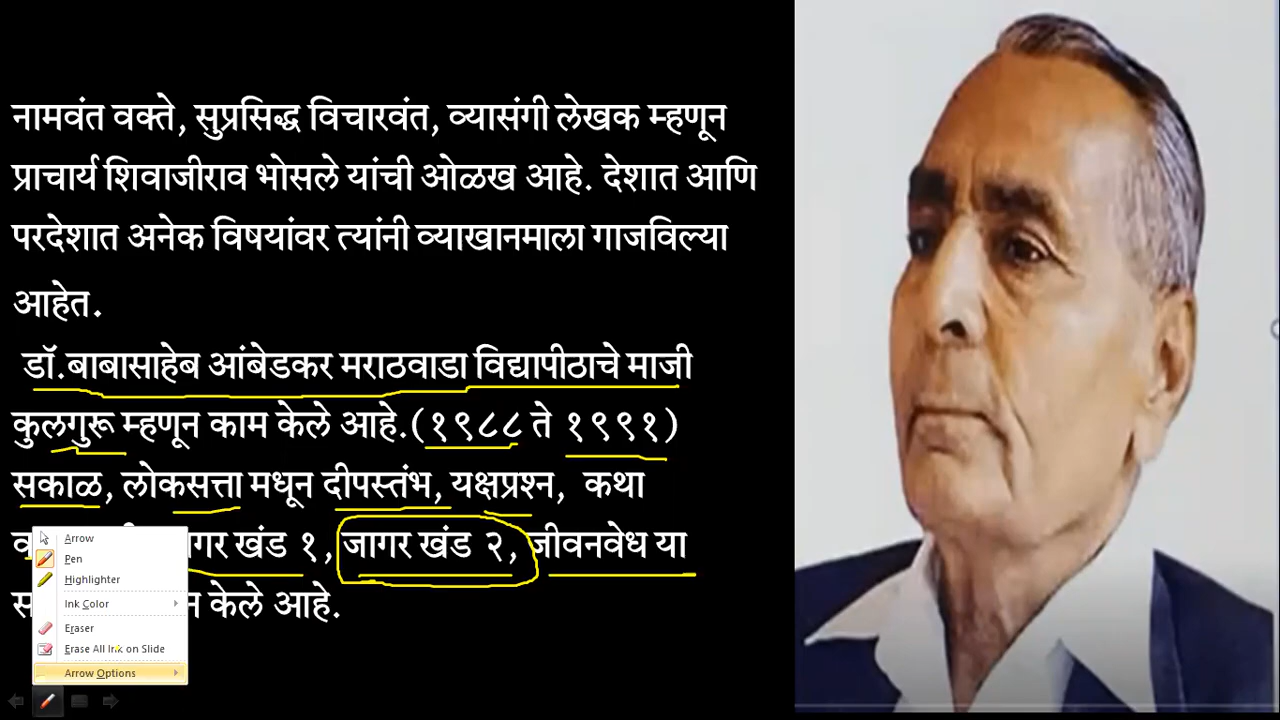 नामवंत वक्ते, सुप्रसिद्ध विचारवंत, व्यासंगी लेखक म्हणून
प्राचार्य शिवाजीराव भोसले यांची ओळख आहे. देशात आणि
परदेशात अनेक विषयांवर त्यांनी व्याखानमाला गाजविल्या
आहेत.
डॉ.बाबासाहेब आंबेडकर मराठवाडा विद्यापीठाचे माजी
कुलगुरू म्हणून काम केले आहे.(१९८८ ते १९९१)
सकाळ, लोकसत्ता मधून दीपस्तंभ, यक्षप्रश्न, कथा
खंड १, जागर खंड २, जीवनवेध या
केले आहे.
Arrow
Pen
Highlighter
Ink Color
Eraser
Erase All Ink on Slide
Arrow Options